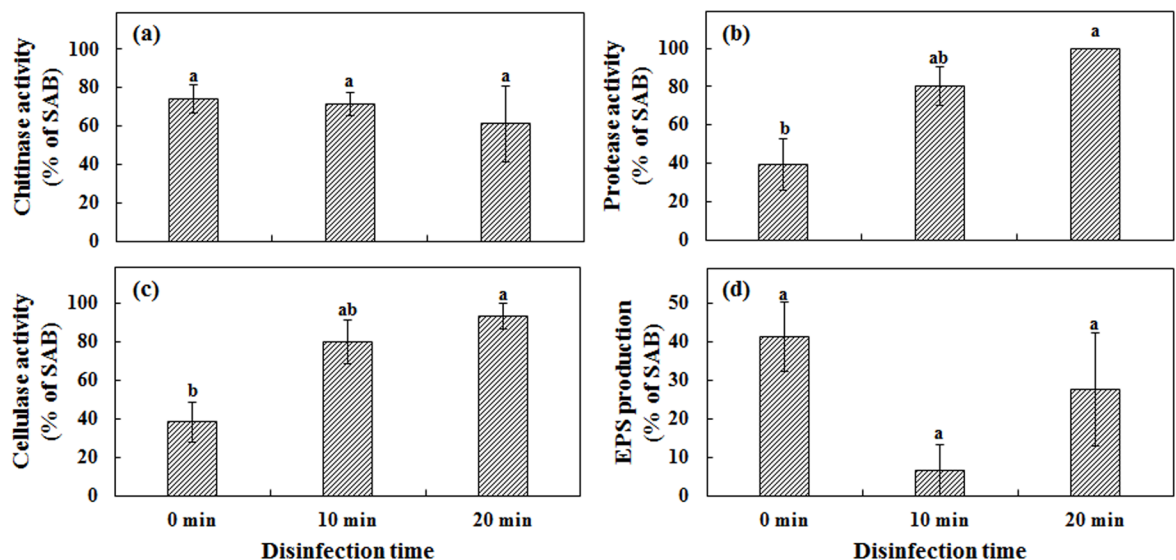 (a)
Chitinase activity
(% of SAB)
100
80
60
40
20
0
a
a
a
(b)
Protease activity
(% of SAB)
100
80
60
40
20
0
b
ab
a
(c)
Cellulase activity
(% of SAB)
100
80
60
40
20
0
b
ab
a
0 min
10 min
20 min
Disinfection time
(d)
EPS production
(% of SAB)
50
40
30
20
10
0
a
a
a
0 min
10 min
20 min
Disinfection time